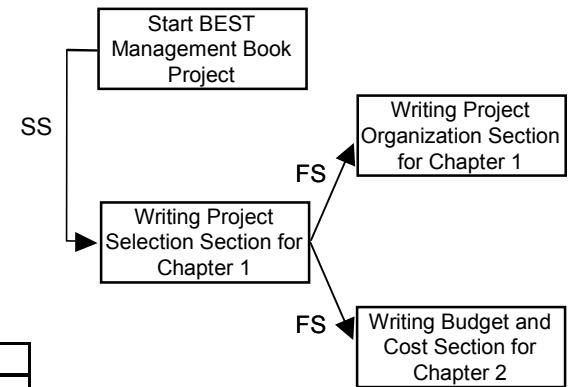 Start BEST
Management Book
Project
SS
Writing Project
Organization Section
for Chapter 1
FS
Writing Project
Selection Section for
Chapter 1
FS
Writing Budget and
Cost Section for
Chapter 2